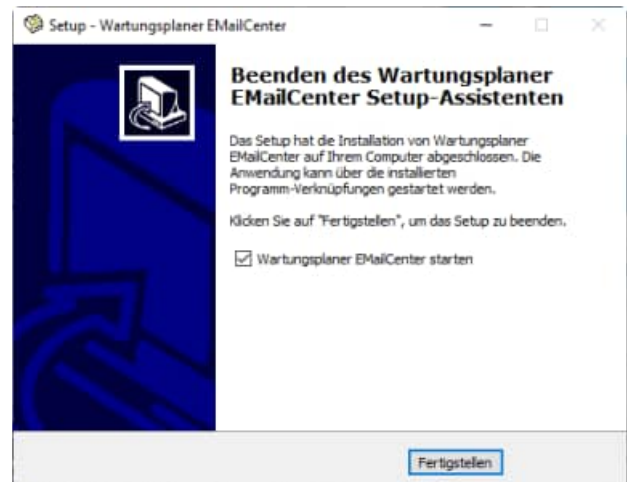 Setup - Wartungsplaner EMailCenter
Beenden des Wartungsplaner
EMailCenter Setup-Assistenten
Das Setup hat die Installation von Wartungsplaner
EMailCenter auf Ihrem Computer abgeschlossen. Die
Anwendung kann über die installierten
Programm-Verknüpfungen gestartet werden.
Klicken Sie auf "Fertigstellen", um das Setup zu beenden.
Wartungsplaner EMailCenter starten
Fertigstellen